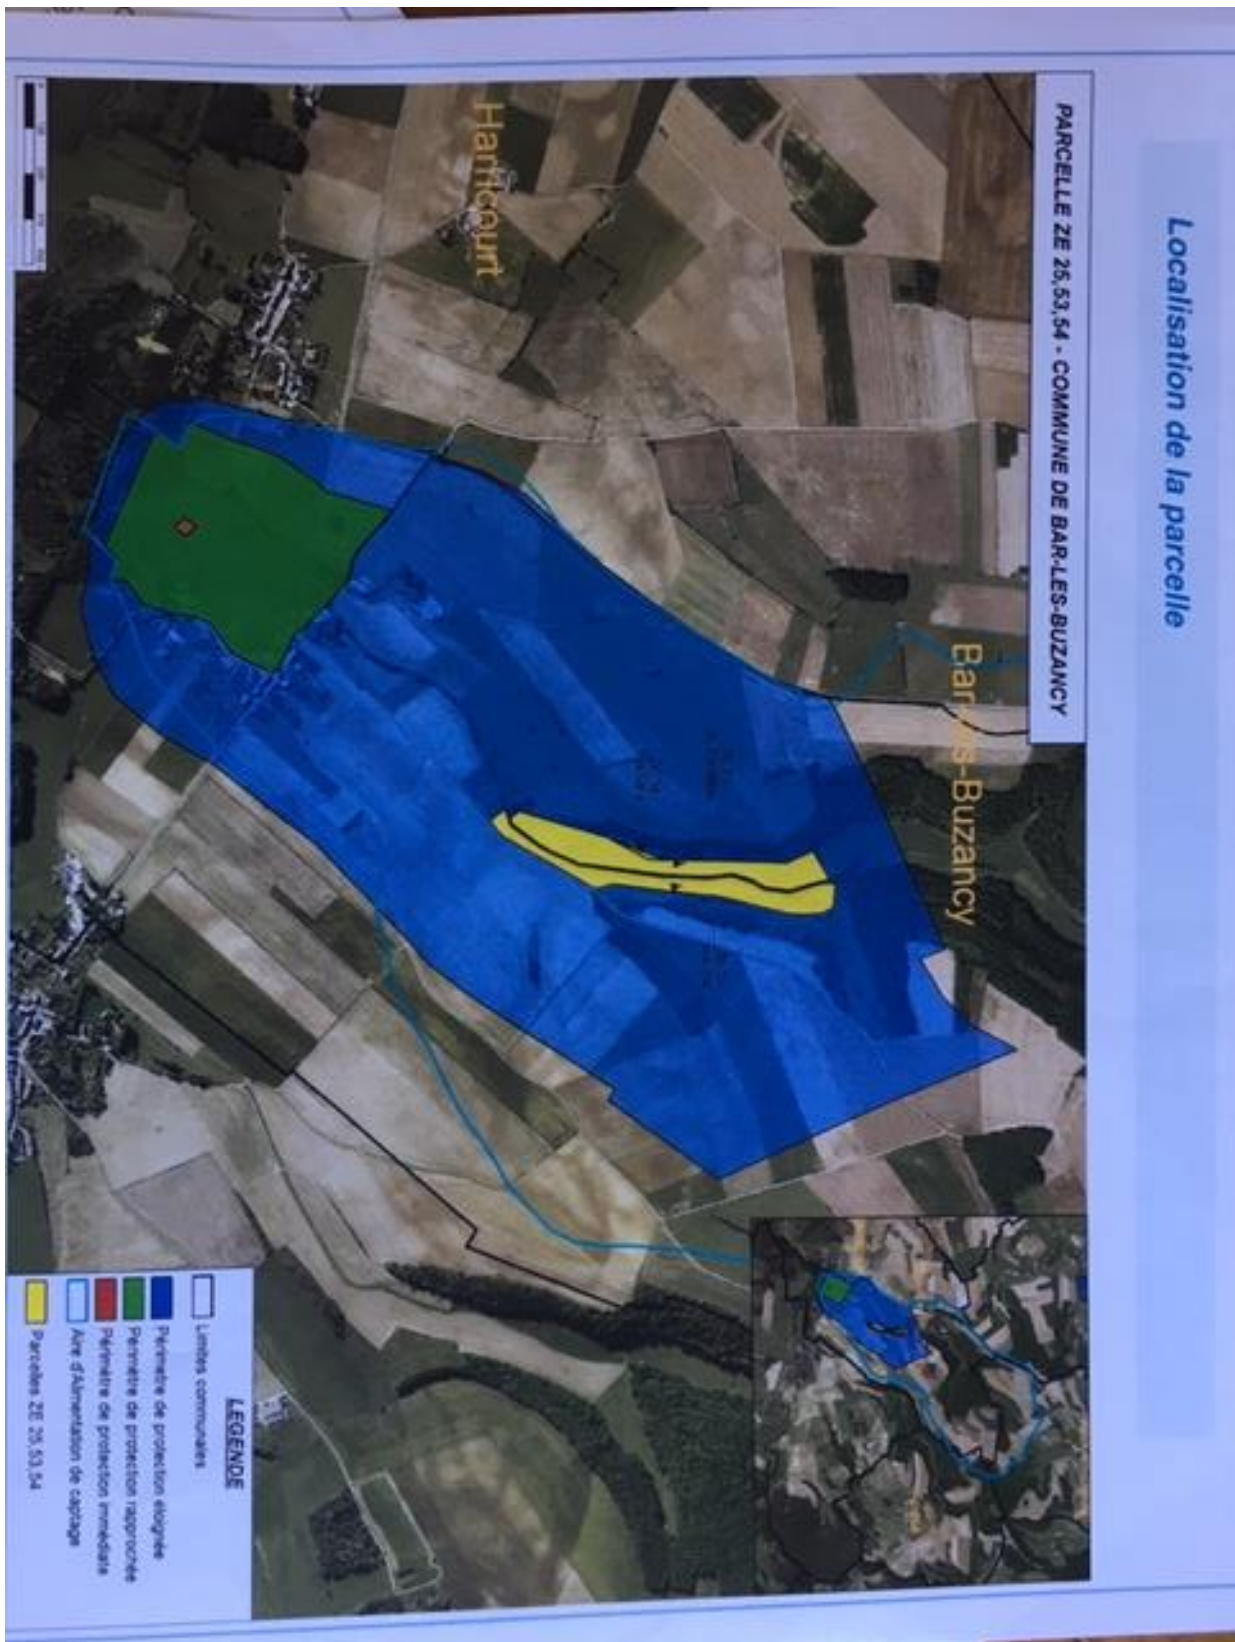 Localisation de la parcelle
PARCELLE ZE 25,53,54 - COMMUNE DE BAR-LES-BUZANCY
Bar-lès-Buzancy
Harricourt
LEGENDE
Limites communales
Périmètre de protection éloignée
Périmètre de protection rapprochée
Périmètre de protection immédiate
Aire d'Alimentation de captage
Parcelles ZE 25,53,54